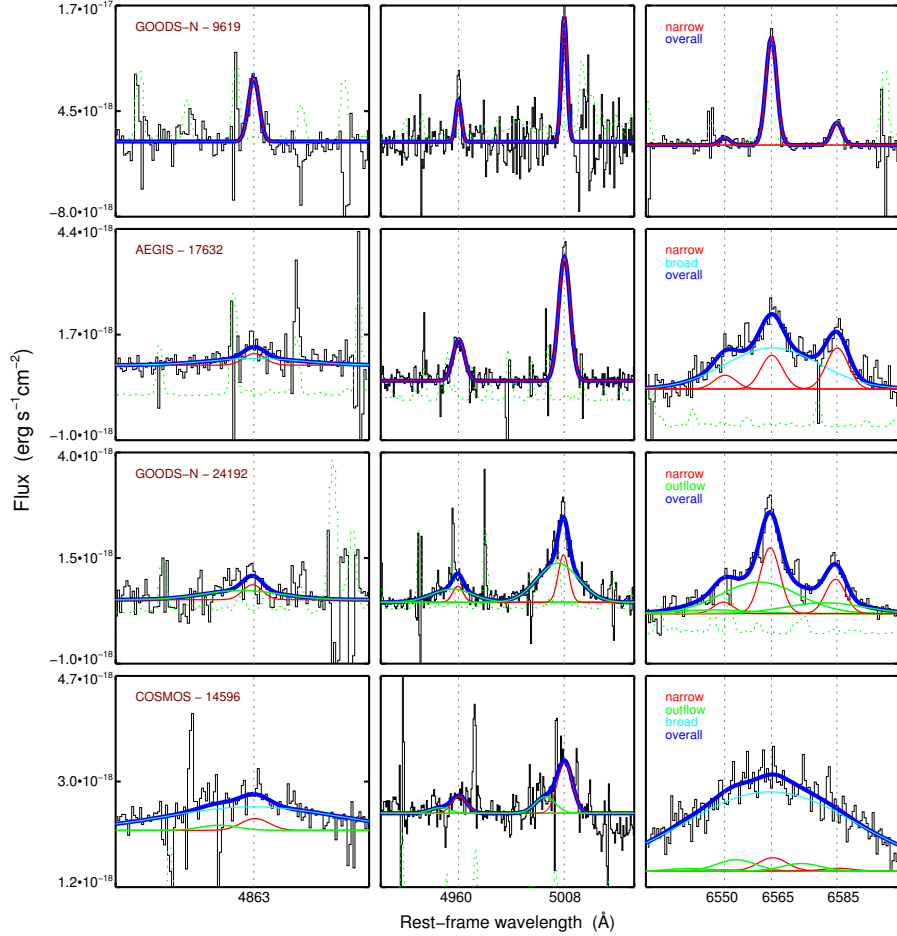 1.7•10⁻¹⁷
4.5•10⁻¹⁸
−8.0•10⁻¹⁸
GOODS−N − 9619
narrow
overall
4.4•10⁻¹⁸
1.7•10⁻¹⁸
−1.0•10⁻¹⁸
AEGIS − 17632
narrow
broad
overall
Flux (erg s⁻¹cm⁻²)
4.0•10⁻¹⁸
1.5•10⁻¹⁸
−1.0•10⁻¹⁸
GOODS−N − 24192
narrow
outflow
overall
4.7•10⁻¹⁸
3.0•10⁻¹⁸
1.2•10⁻¹⁸
COSMOS − 14596
narrow
outflow
broad
overall
4863
4960 5008
6550 6565 6585
Rest−frame wavelength (Å)